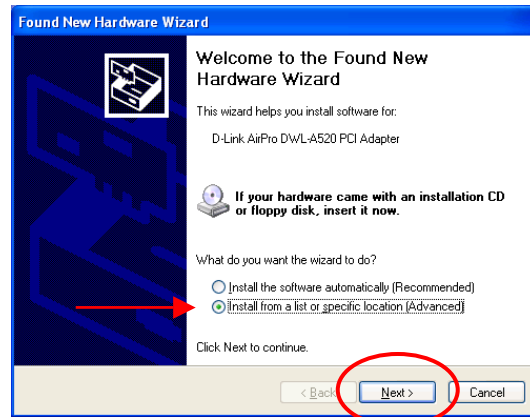 Found New Hardware Wizard
Welcome to the Found New
Hardware Wizard
This wizard helps you install software for:
D-Link AirPro DWL-A520 PCI Adapter
If your hardware came with an installation CD
or floppy disk, insert it now.
What do you want the wizard to do?
Install the software automatically (Recommended)
Install from a list or specific location (Advanced)
Click Next to continue.
< Back
Next >
Cancel